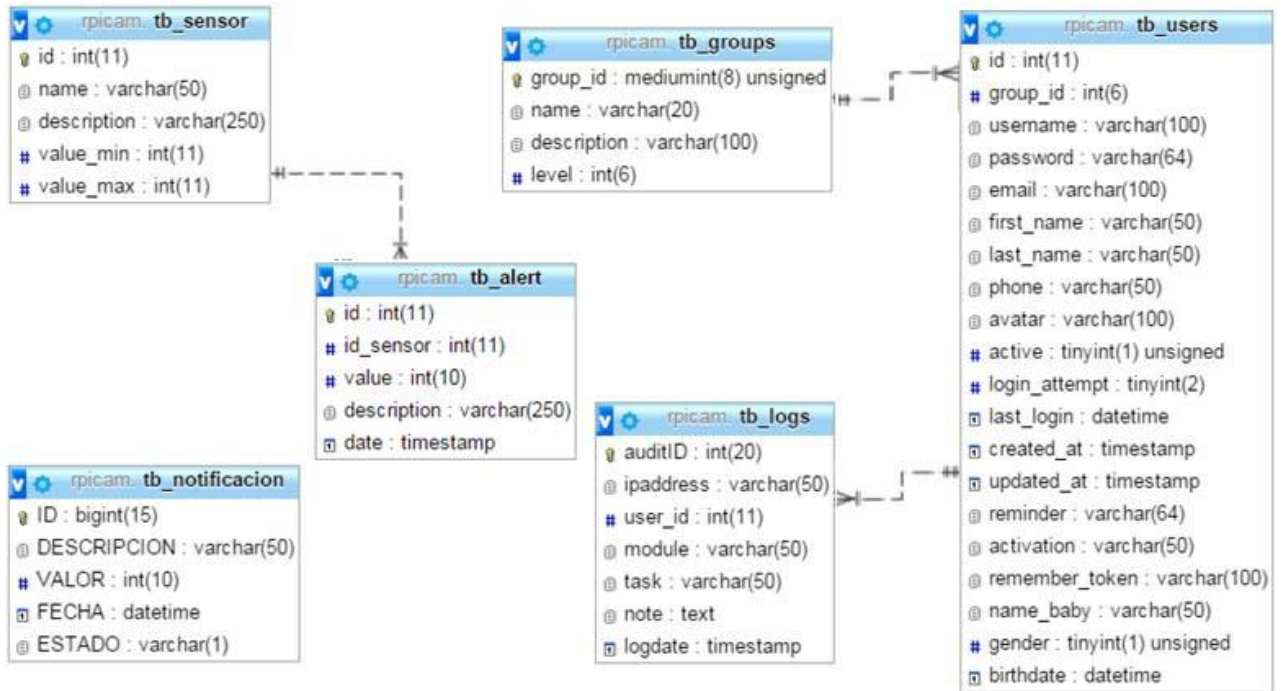 rpicam. tb_sensor
id : int(11)
name : varchar(50)
description : varchar(250)
# value_min : int(11)
# value_max : int(11)
rpicam. tb_groups
group_id : mediumint(8) unsigned
name : varchar(20)
description : varchar(100)
# level : int(6)
rpicam. tb_users
id : int(11)
# group_id : int(6)
username : varchar(100)
password : varchar(64)
email : varchar(100)
first_name : varchar(50)
last_name : varchar(50)
phone : varchar(50)
avatar : varchar(100)
# active : tinyint(1) unsigned
# login_attempt : tinyint(2)
last_login : datetime
created_at : timestamp
updated_at : timestamp
reminder : varchar(64)
activation : varchar(50)
remember_token : varchar(100)
name_baby : varchar(50)
# gender : tinyint(1) unsigned
birthdate : datetime
rpicam. tb_alert
id : int(11)
# id_sensor : int(11)
# value : int(10)
description : varchar(250)
date : timestamp
rpicam. tb_logs
auditID : int(20)
ipaddress : varchar(50)
# user_id : int(11)
module : varchar(50)
task : varchar(50)
note : text
logdate : timestamp
rpicam. tb_notificacion
ID : bigint(15)
DESCRIPCION : varchar(50)
# VALOR : int(10)
FECHA : datetime
ESTADO : varchar(1)